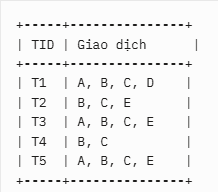 +-----+---------------+
| TID | Giao dịch      |
+-----+---------------+
| T1  | A, B, C, D    |
| T2  | B, C, E       |
| T3  | A, B, C, E    |
| T4  | B, C          |
| T5  | A, B, C, E    |
+-----+---------------+